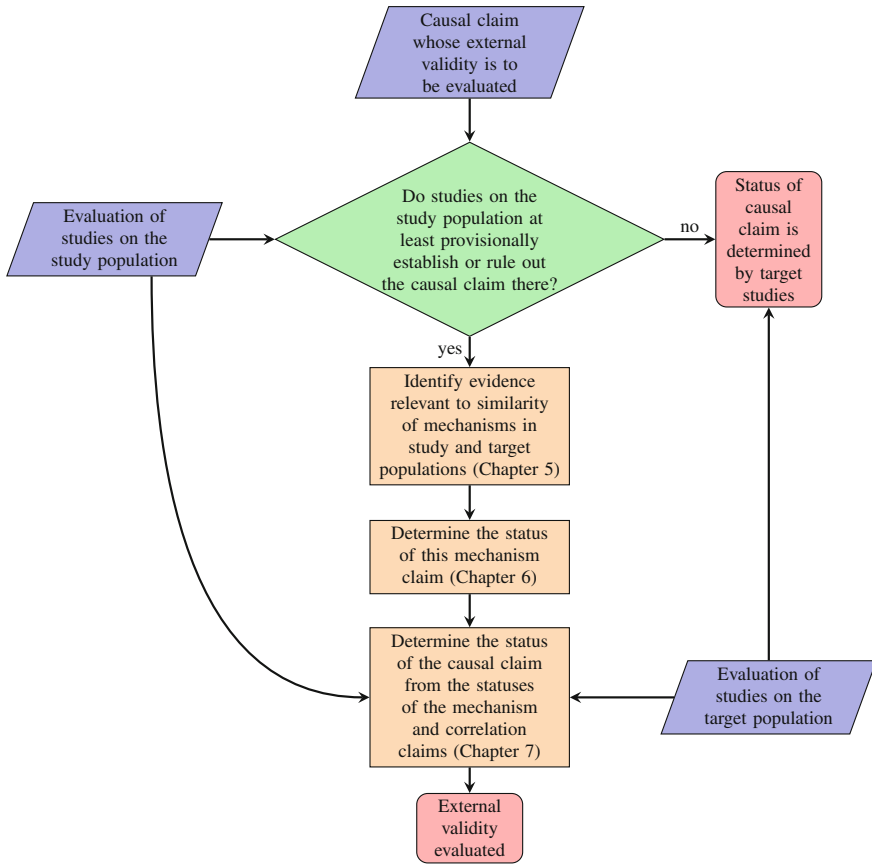 Causal claim
whose external
validity is to
be evaluated
Do studies on the
study population at
least provisionally
establish or rule out
the causal claim there?
Evaluation of
studies on the
study population
no
Status of
causal
claim is
determined
by target
studies
yes
Identify evidence
relevant to similarity
of mechanisms in
study and target
populations (Chapter 5)
Determine the status
of this mechanism
claim (Chapter 6)
Determine the status
of the causal claim
from the statuses
of the mechanism
and correlation
claims (Chapter 7)
Evaluation of
studies on the
target population
External
validity
evaluated